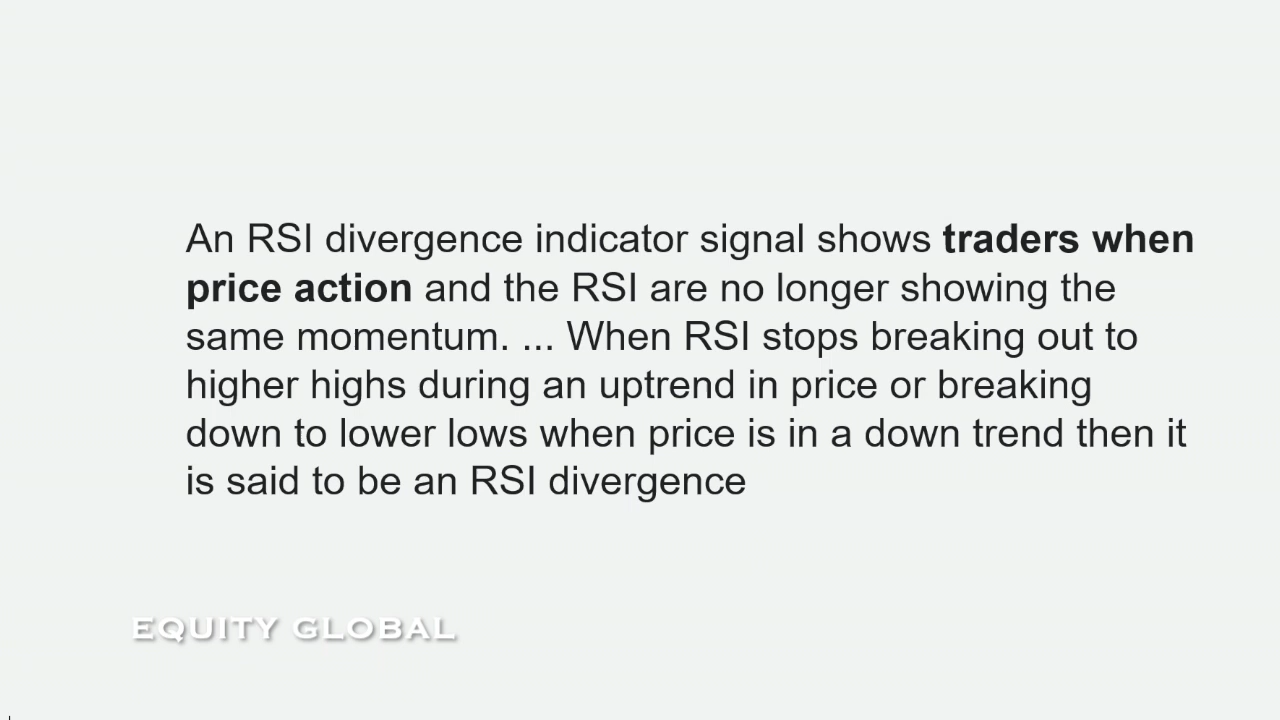 An RSI divergence indicator signal shows traders when
price action and the RSI are no longer showing the
same momentum. ... When RSI stops breaking out to
higher highs during an uptrend in price or breaking
down to lower lows when price is in a down trend then it
is said to be an RSI divergence
EQUITY GLOBAL